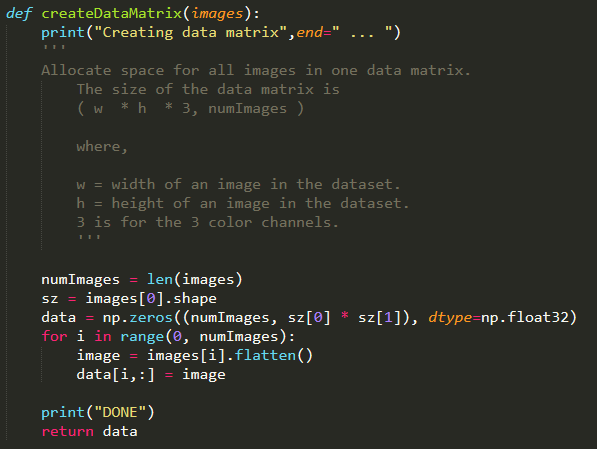 def createDataMatrix(images):
    print("Creating data matrix",end=" ... ")
    '''
    Allocate space for all images in one data matrix.
        The size of the data matrix is
        ( w  * h  * 3, numImages )

        where,

        w = width of an image in the dataset.
        h = height of an image in the dataset.
        3 is for the 3 color channels.
        '''

    numImages = len(images)
    sz = images[0].shape
    data = np.zeros((numImages, sz[0] * sz[1]), dtype=np.float32)
    for i in range(0, numImages):
        image = images[i].flatten()
        data[i,:] = image

    print("DONE")
    return data